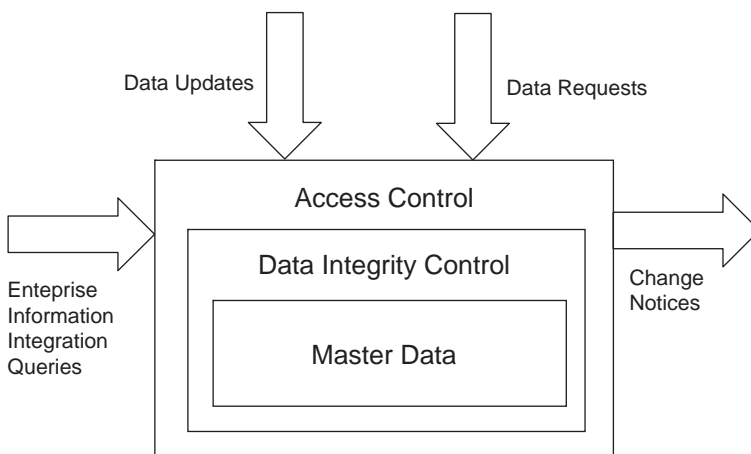 Data Updates
Data Requests
Access Control
Data Integrity Control
Master Data
Enteprise
Information
Integration
Queries
Change
Notices